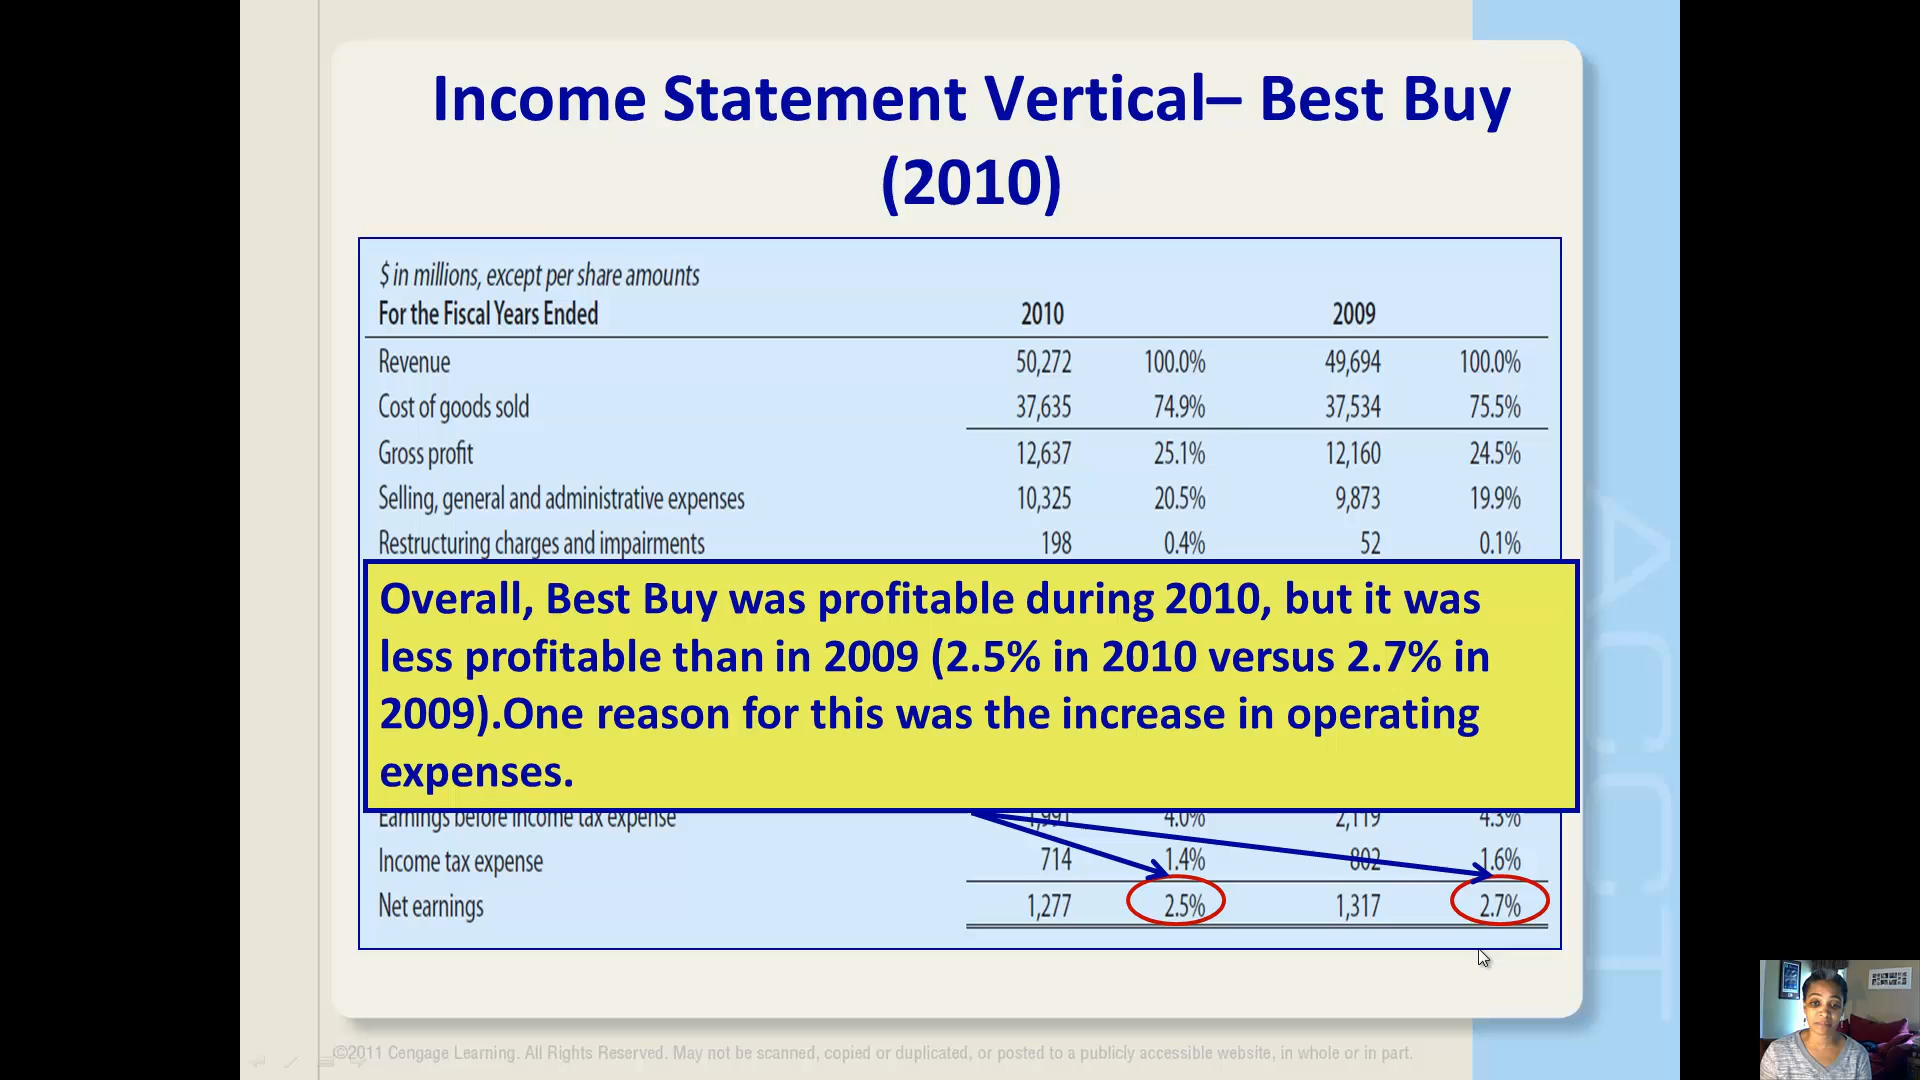 Income Statement Vertical– Best Buy
(2010)
$ in millions, except per share amounts
For the Fiscal Years Ended 2010 2009
Revenue 50,272 100.0% 49,694 100.0%
Cost of goods sold 37,635 74.9% 37,534 75.5%
Gross profit 12,637 25.1% 12,160 24.5%
Selling, general and administrative expenses 10,325 20.5% 9,873 19.9%
Restructuring charges and impairments 198 0.4% 52 0.1%
Overall, Best Buy was profitable during 2010, but it was
less profitable than in 2009 (2.5% in 2010 versus 2.7% in
2009).One reason for this was the increase in operating
expenses.
Earnings before income tax expense 1,991 4.0% 2,119 4.3%
Income tax expense 714 1.4% 802 1.6%
Net earnings 1,277 2.5% 1,317 2.7%
ACCT
©2011 Cengage Learning. All Rights Reserved. May not be scanned, copied or duplicated, or posted to a publicly accessible website, in whole or in part.